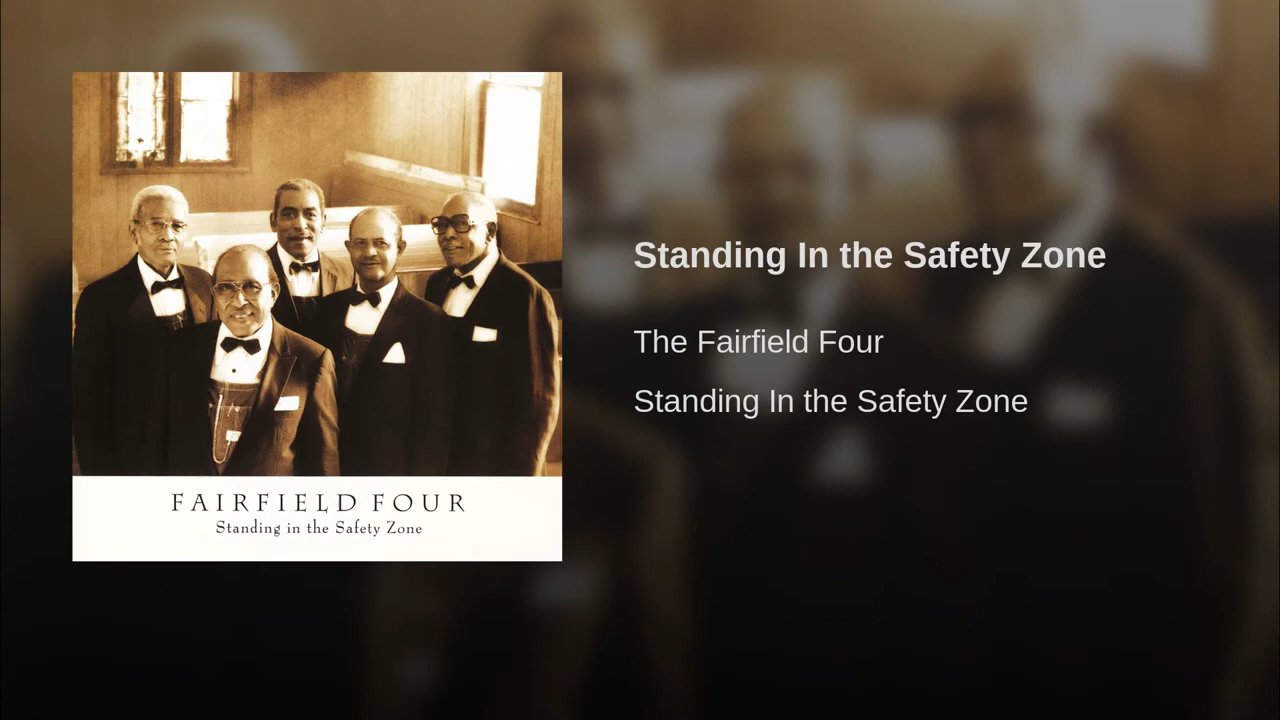 FAIRFIELD FOUR
Standing in the Safety Zone
Standing In the Safety Zone
The Fairfield Four
Standing In the Safety Zone